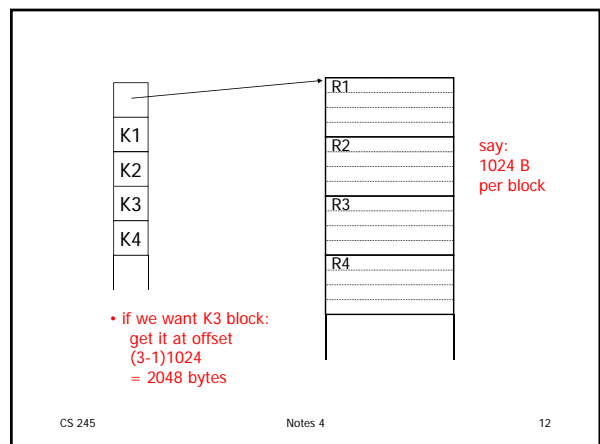 K1
K2
K3
K4
R1
R2
R3
R4
say:
1024 B
per block
• if we want K3 block:
get it at offset
(3-1)1024
= 2048 bytes
CS 245
Notes 4
12